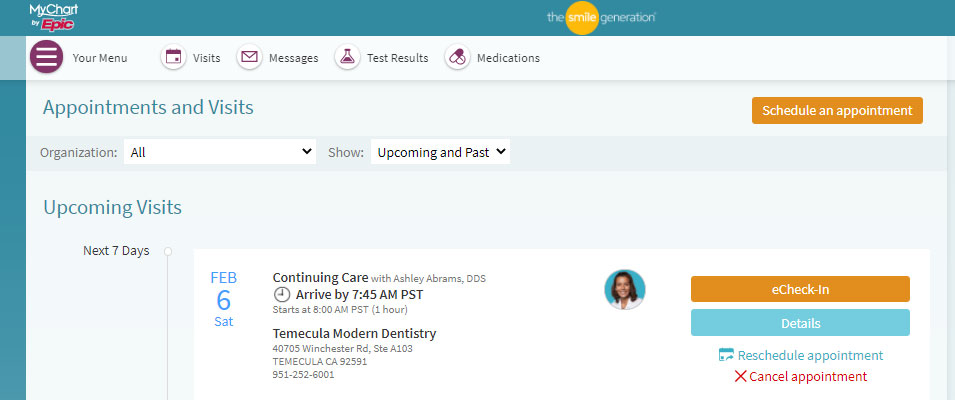 MyChart
by Epic
the smile generation®
Your Menu
Visits
Messages
Test Results
Medications
Appointments and Visits
Schedule an appointment
Organization: All
Show: Upcoming and Past
Upcoming Visits
Next 7 Days
FEB
6
Sat
Continuing Care with Ashley Abrams, DDS
Arrive by 7:45 AM PST
Starts at 8:00 AM PST (1 hour)
Temecula Modern Dentistry
40705 Winchester Rd, Ste A103
TEMECULA CA 92591
951-252-6001
eCheck-In
Details
Reschedule appointment
Cancel appointment